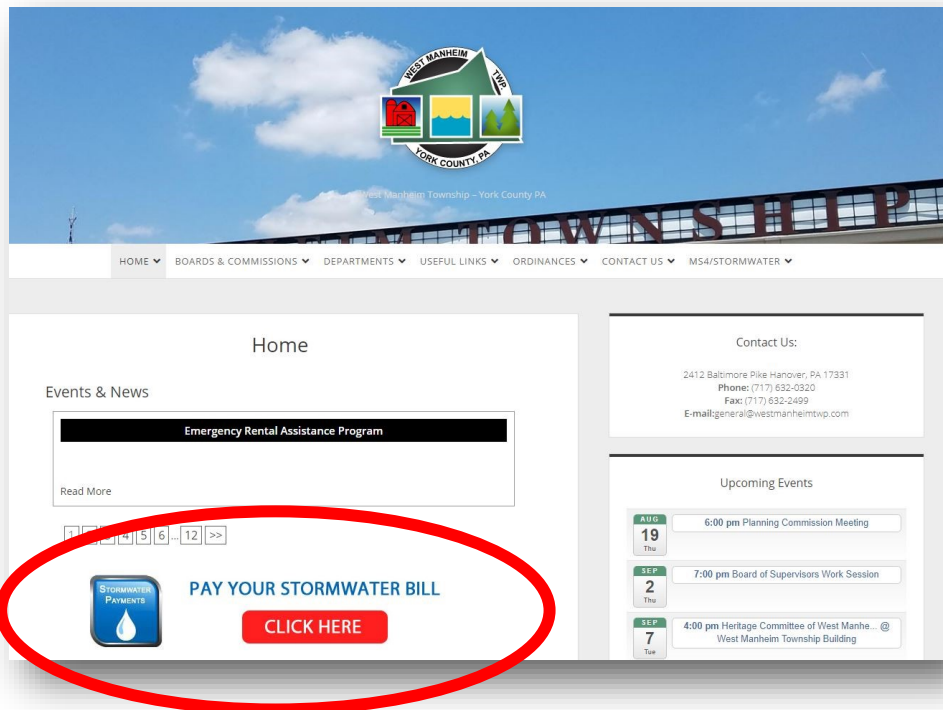 WEST MANHEIM TWP.
YORK COUNTY, PA
West Manheim Township – York County PA
TOWNSHIP
HOME
BOARDS & COMMISSIONS
DEPARTMENTS
USEFUL LINKS
ORDINANCES
CONTACT US
MS4/STORMWATER
Home
Events & News
Emergency Rental Assistance Program
Read More
1 4 5 6 ... 12 >>
STORMWATER
PAYMENTS
PAY YOUR STORMWATER BILL
CLICK HERE
Contact Us:
2412 Baltimore Pike Hanover, PA 17331
Phone: (717) 632-0320
Fax: (717) 632-2499
E-mail:general@westmanheimtwp.com
Upcoming Events
AUG
19
Thu
6:00 pm Planning Commission Meeting
SEP
2
Thu
7:00 pm Board of Supervisors Work Session
SEP
7
Tue
4:00 pm Heritage Committee of West Manhe... @
West Manheim Township Building